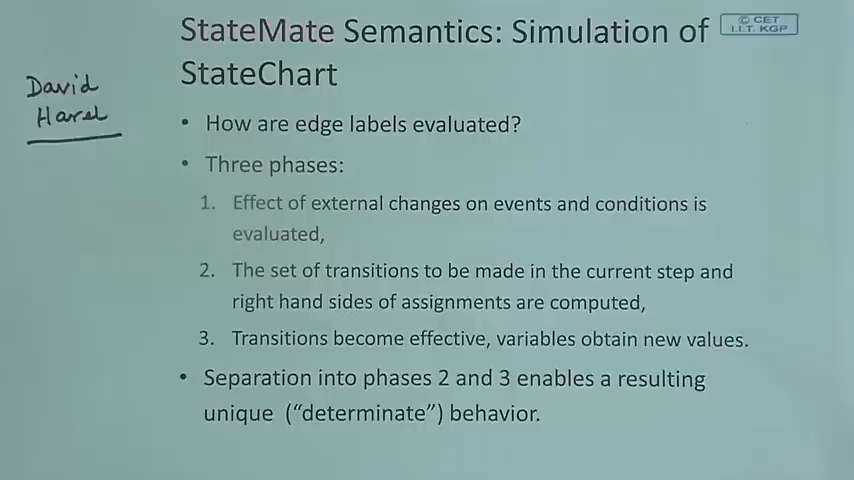 StateMate Semantics: Simulation of
StateChart
© CET
I.I.T. KGP
David
Harel
• How are edge labels evaluated?
• Three phases:
1. Effect of external changes on events and conditions is
evaluated,
2. The set of transitions to be made in the current step and
right hand sides of assignments are computed,
3. Transitions become effective, variables obtain new values.
• Separation into phases 2 and 3 enables a resulting
unique (“determinate”) behavior.